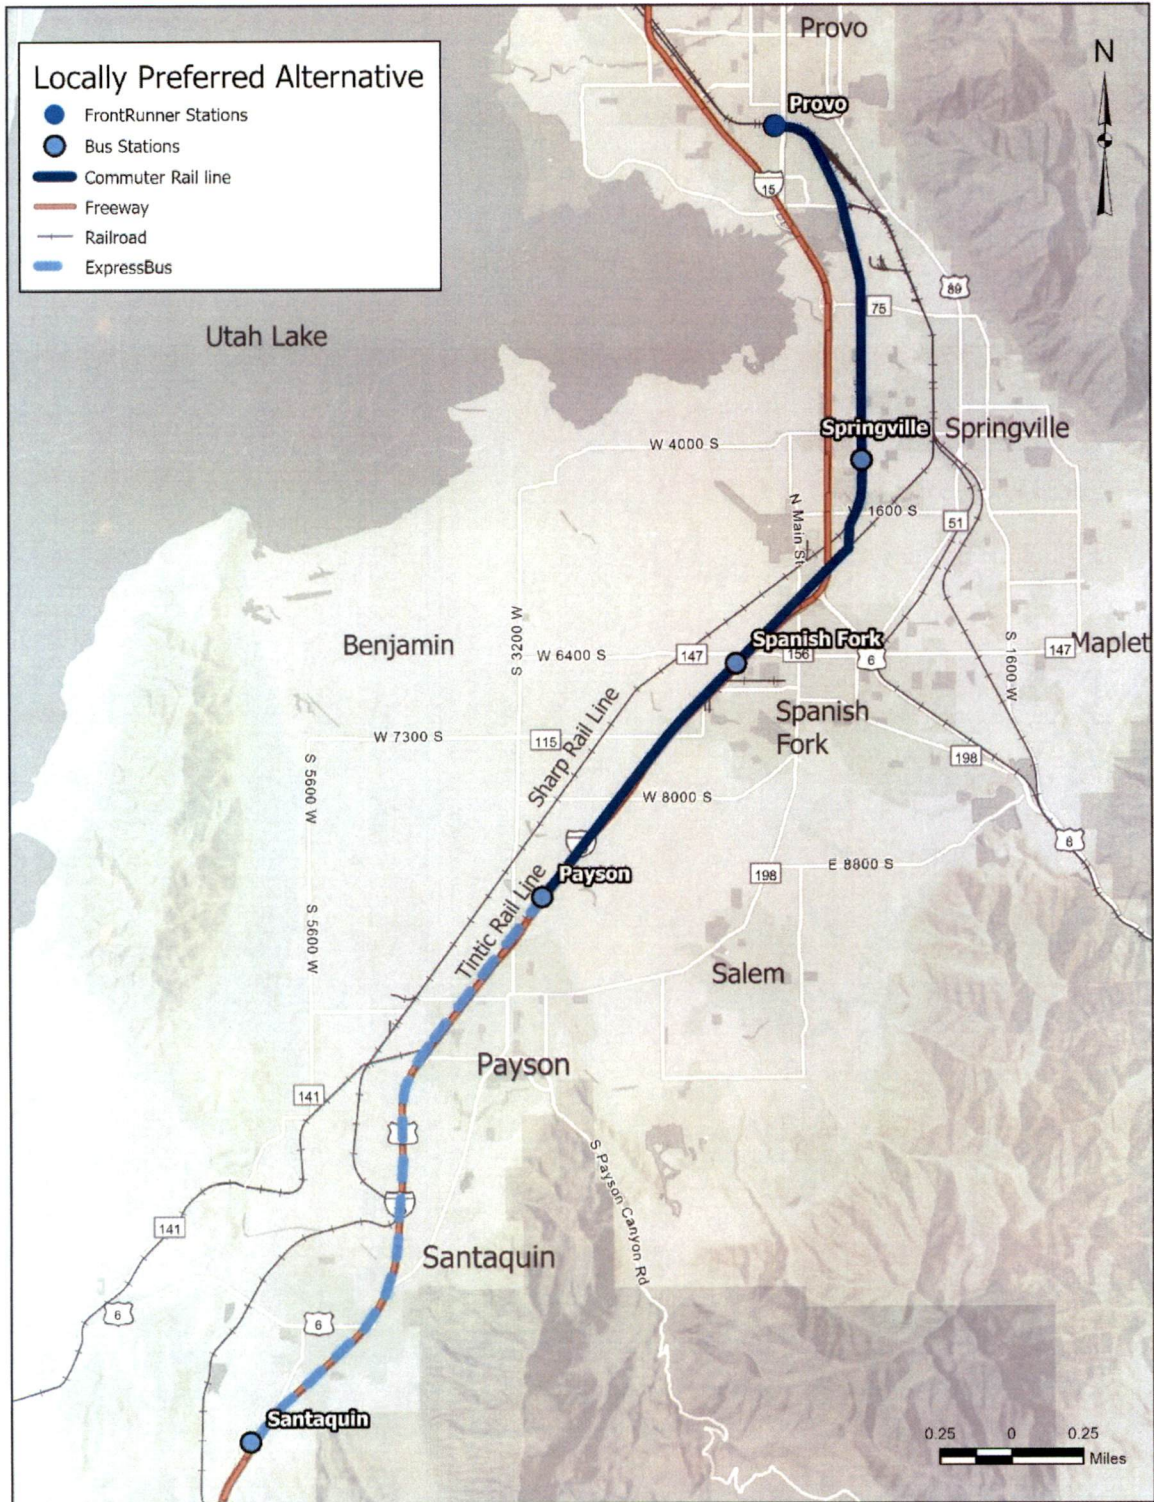 Locally Preferred Alternative
FrontRunner Stations
Bus Stations
Commuter Rail line
Freeway
Railroad
ExpressBus
Provo
N
Provo
15
89
75
Utah Lake
Springville
Springville
W 4000 S
N Main St
1600 S
51
S 3200 W
Benjamin
W 6400 S
147
Spanish Fork
156
6
S 1600 W
147
Maplet
Spanish
Fork
Sharp Rail Line
W 7300 S
115
198
S 5600 W
W 8000 S
6
Payson
198
E 8800 S
Tintic Rail Line
S 5600 W
Salem
Payson
141
S Payson Canyon Rd
141
Santaquin
6
6
Santaquin
0.25
0
0.25
Miles